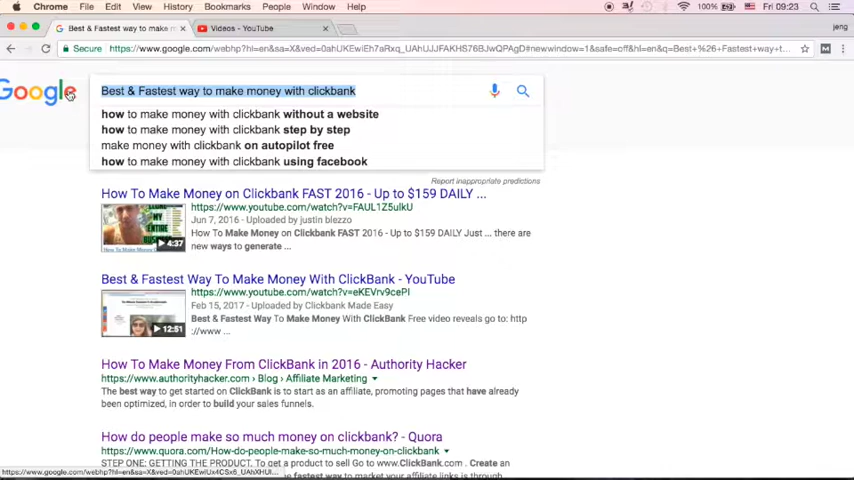 Chrome File Edit View History Bookmarks People Window Help 100% Fri 09:23
Best & Fastest way to make m Videos - YouTube jeng
Secure https://www.google.com/webhp?hl=en&sa=X&ved=
Google Best & Fastest way to make money with clickbank
how to make money with clickbank without a website
how to make money with clickbank step by step
make money with clickbank on autopilot free
how to make money with clickbank using facebook
Report inappropriate predictions
How To Make Money on Clickbank FAST 2016 - Up to $159 DAILY ...
https://www.youtube.com/watch?v=FAUL1Z5ulkU
Jun 7, 2016 - Uploaded by justin blezzo
How To Make Money on Clickbank FAST 2016 - Up to $159 DAILY Just ... there are
new ways to generate ...
4:37
Best & Fastest Way To Make Money With ClickBank - YouTube
https://www.youtube.com/watch?v=eKEVrv9cePI
Feb 15, 2017 - Uploaded by Clickbank Made Easy
Best & Fastest Way To Make Money With ClickBank Free video reveals go to: http
://www ...
12:51
How To Make Money From ClickBank in 2016 - Authority Hacker
https://www.authorityhacker.com › Blog › Affiliate Marketing
The best way to get started on ClickBank is to start as an affiliate, promoting pages that have already
been optimized, in order to build your sales funnels.
How do people make so much money on clickbank? - Quora
https://www.quora.com/How-do-people-make-so-much-money-on-clickbank
STEP ONE: GETTING THE PRODUCT. To get a product to sell Go to www.ClickBank.com . Create an